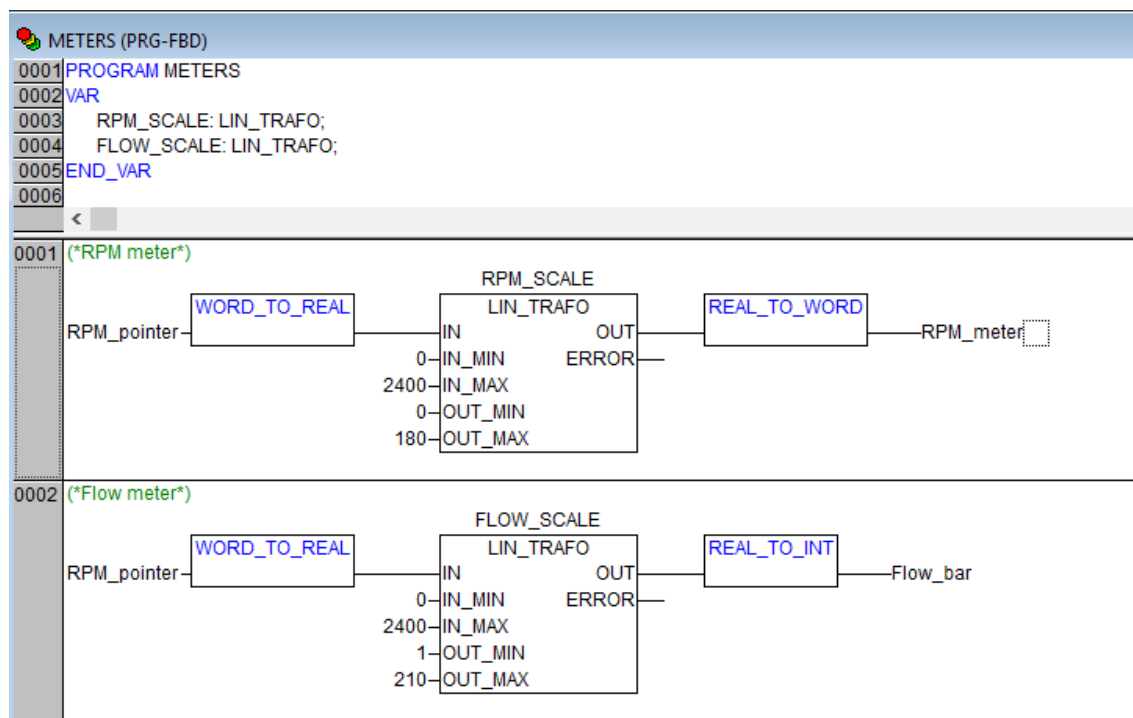 METERS (PRG-FBD)
0001 PROGRAM METERS
0002 VAR
0003 RPM_SCALE: LIN_TRAFO;
0004 FLOW_SCALE: LIN_TRAFO;
0005 END_VAR
0006
0001 (*RPM meter*)
RPM_SCALE
WORD_TO_REAL LIN_TRAFO REAL_TO_WORD
RPM_pointer IN OUT RPM_meter
0 IN_MIN ERROR
2400 IN_MAX
0 OUT_MIN
180 OUT_MAX
0002 (*Flow meter*)
FLOW_SCALE
WORD_TO_REAL LIN_TRAFO REAL_TO_INT
RPM_pointer IN OUT Flow_bar
0 IN_MIN ERROR
2400 IN_MAX
1 OUT_MIN
210 OUT_MAX